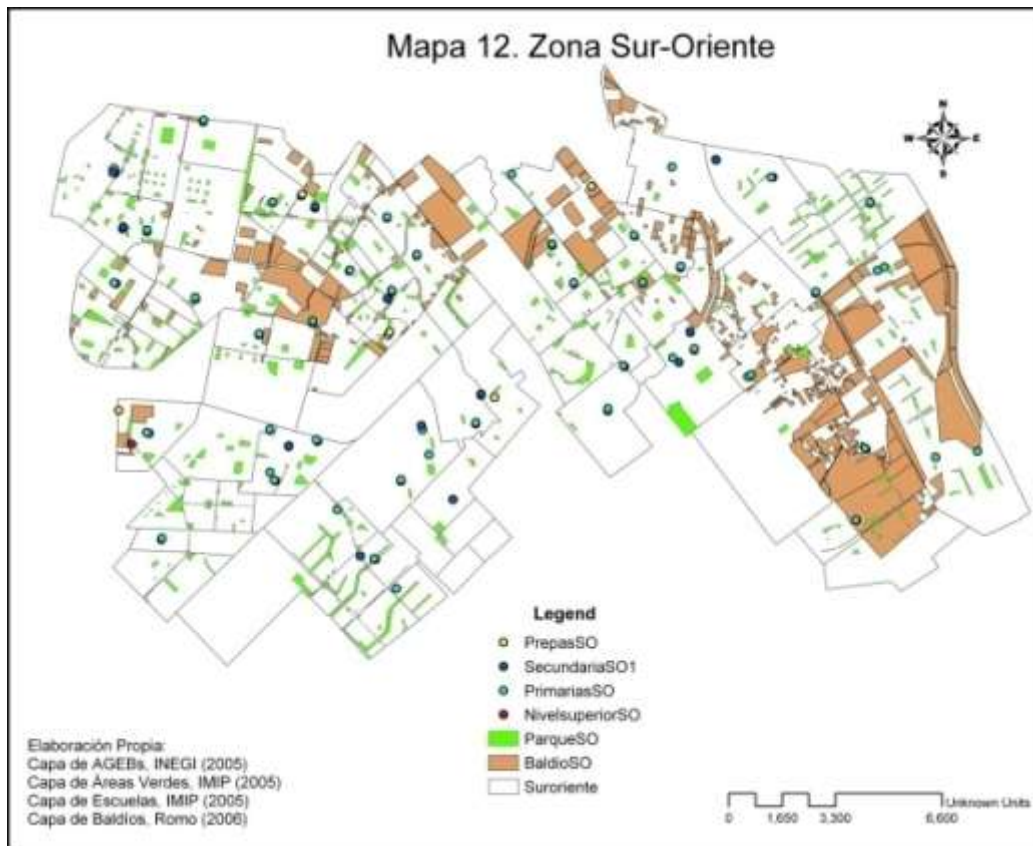 Mapa 12. Zona Sur-Oriente
N
W E
S
Legend
PrepasSO
SecundariaSO1
PrimariasSO
NivelsuperiorSO
ParqueSO
BaldioSO
Suroriente
Elaboración Propia:
Capa de AGEBs, INEGI (2005)
Capa de Áreas Verdes, IMIP (2005)
Capa de Escuelas, IMIP (2005)
Capa de Baldíos, Romo (2006)
Unknown Units
0 1,650 3,300 6,600